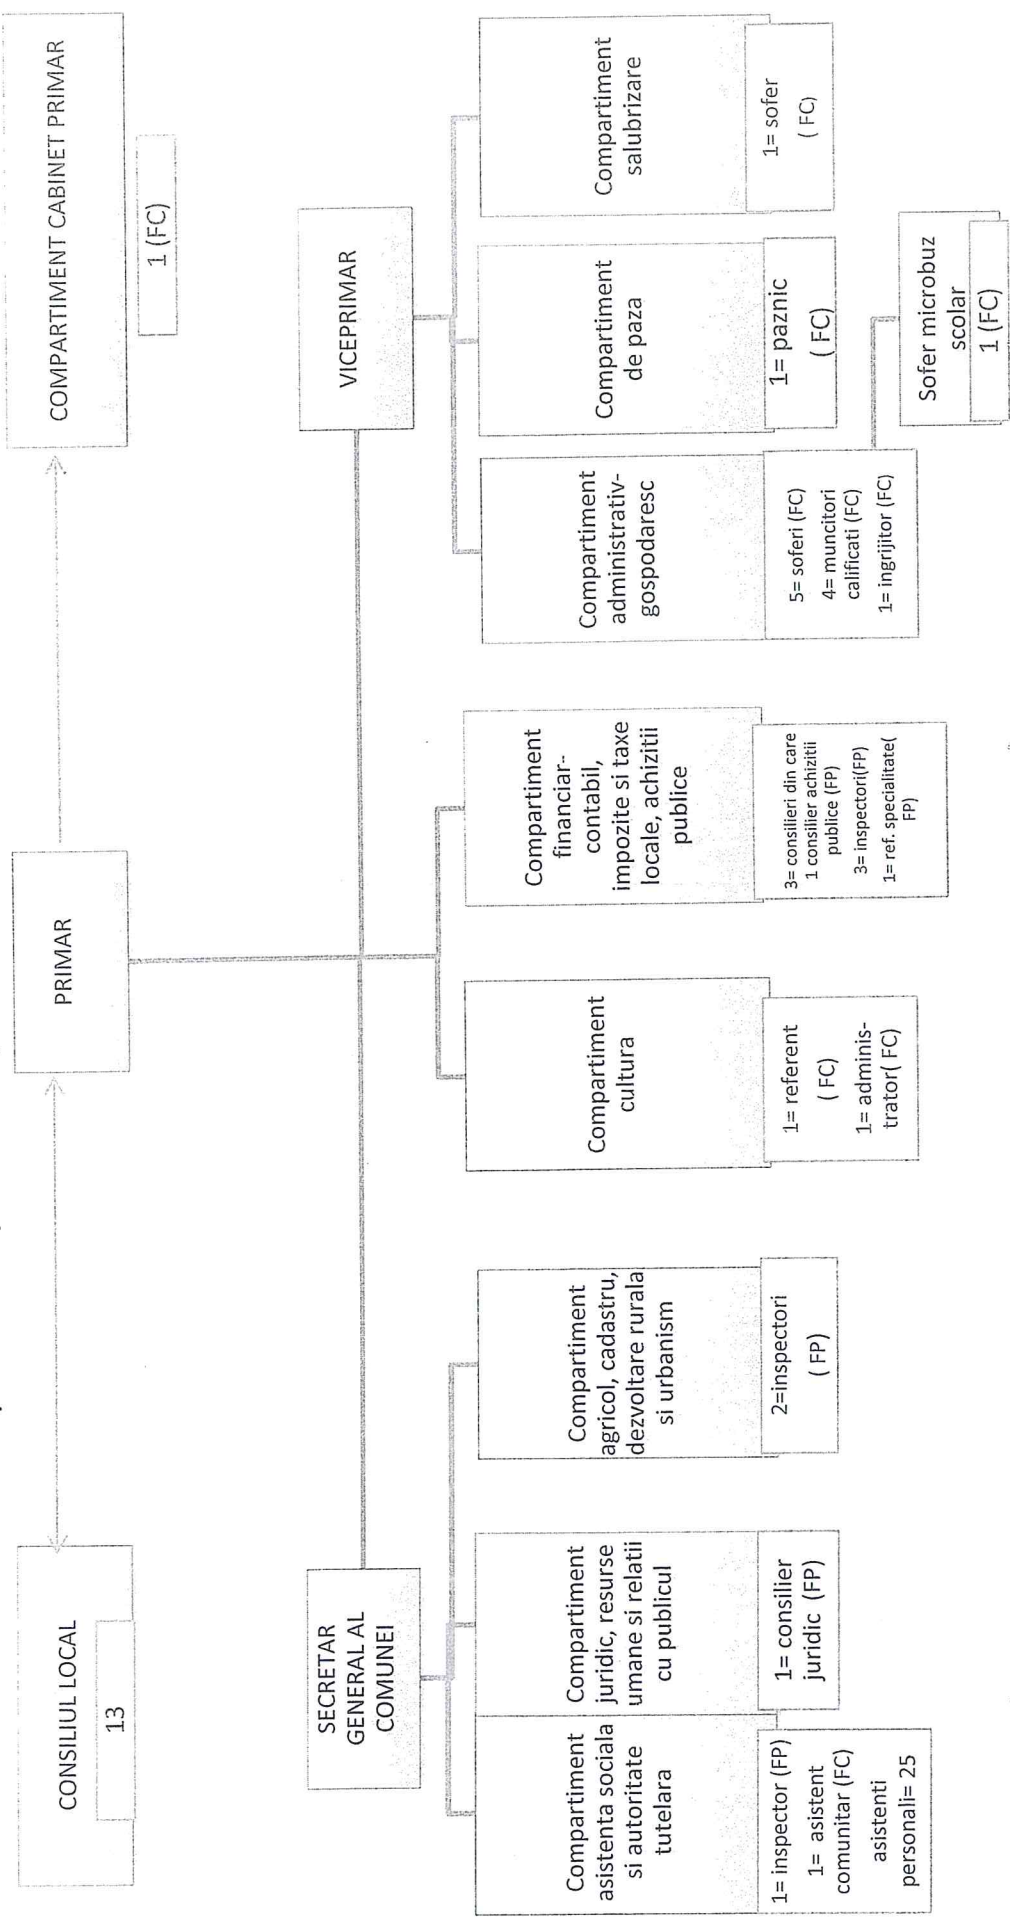 CONSILIUL LOCAL
13
PRIMAR
COMPARTIMENT CABINET PRIMAR
1 (FC)
SECRETAR
GENERAL AL
COMUNEI
VICEPRIMAR
Compartiment
asistenta sociala
si autoritate
tutelara
1= inspector (FP)
1= asistent
comunitar (FC)
asistenti
personali= 25
Compartiment
juridic, resurse
umane si relatii
cu publicul
1= consilier
juridic (FP)
Compartiment
agricol, cadastru,
dezvoltare rurala
si urbanism
2=inspectori
( FP)
Compartiment
cultura
1= referent
( FC)
1= adminis-
trator( FC)
Compartiment
financiar-
contabil,
impozite si taxe
locale, achizitii
publice
3= consilieri din care
1 consilier achizitii
publice (FP)
3= inspectori(FP)
1= ref. specialitate(
FP)
Compartiment
administrativ-
gospodaresc
5= soferi (FC)
4= muncitori
calificati (FC)
1= ingrijitor (FC)
Compartiment
de paza
1= paznic
( FC)
Compartiment
salubrizare
1= sofer
( FC)
Sofer microbuz
scolar
1 (FC)